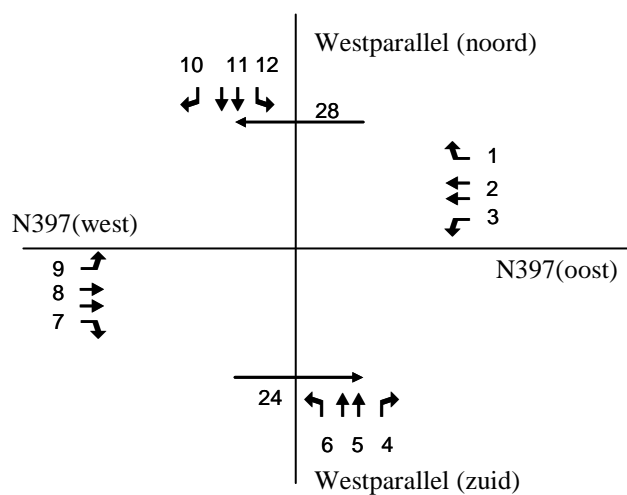 Westparallel (noord)
10 11 12
28
1
2
3
N397(west)
N397(oost)
9
8
7
24
6 5 4
Westparallel (zuid)